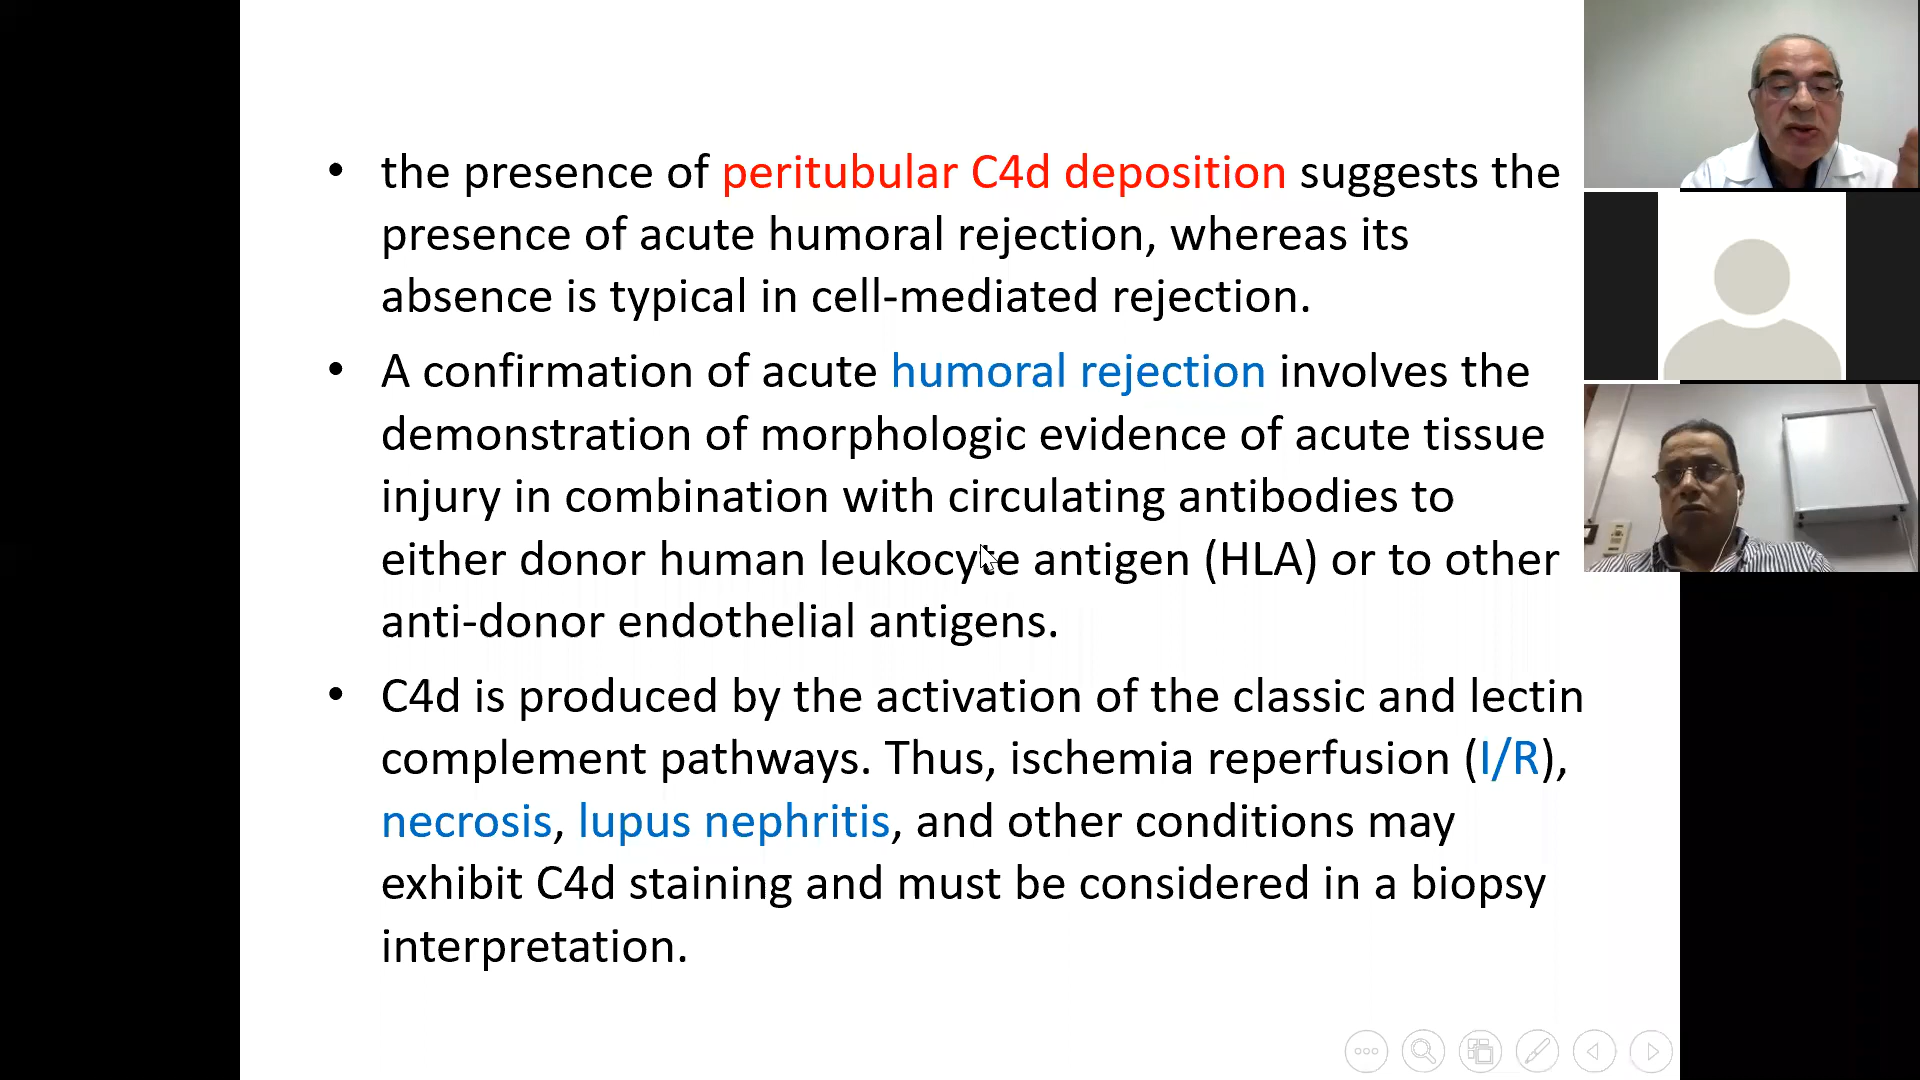 • the presence of peritubular C4d deposition suggests the
presence of acute humoral rejection, whereas its
absence is typical in cell-mediated rejection.
• A confirmation of acute humoral rejection involves the
demonstration of morphologic evidence of acute tissue
injury in combination with circulating antibodies to
either donor human leukocyte antigen (HLA) or to other
anti-donor endothelial antigens.
• C4d is produced by the activation of the classic and lectin
complement pathways. Thus, ischemia reperfusion (I/R),
necrosis, lupus nephritis, and other conditions may
exhibit C4d staining and must be considered in a biopsy
interpretation.